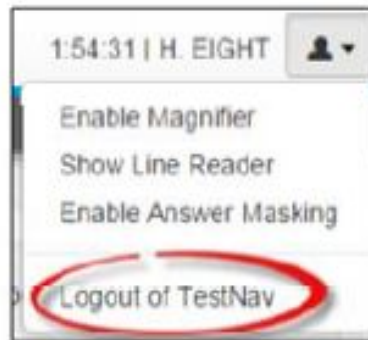 1:54:31 | H. EIGHT
Enable Magnifier
Show Line Reader
Enable Answer Masking
Logout of TestNav